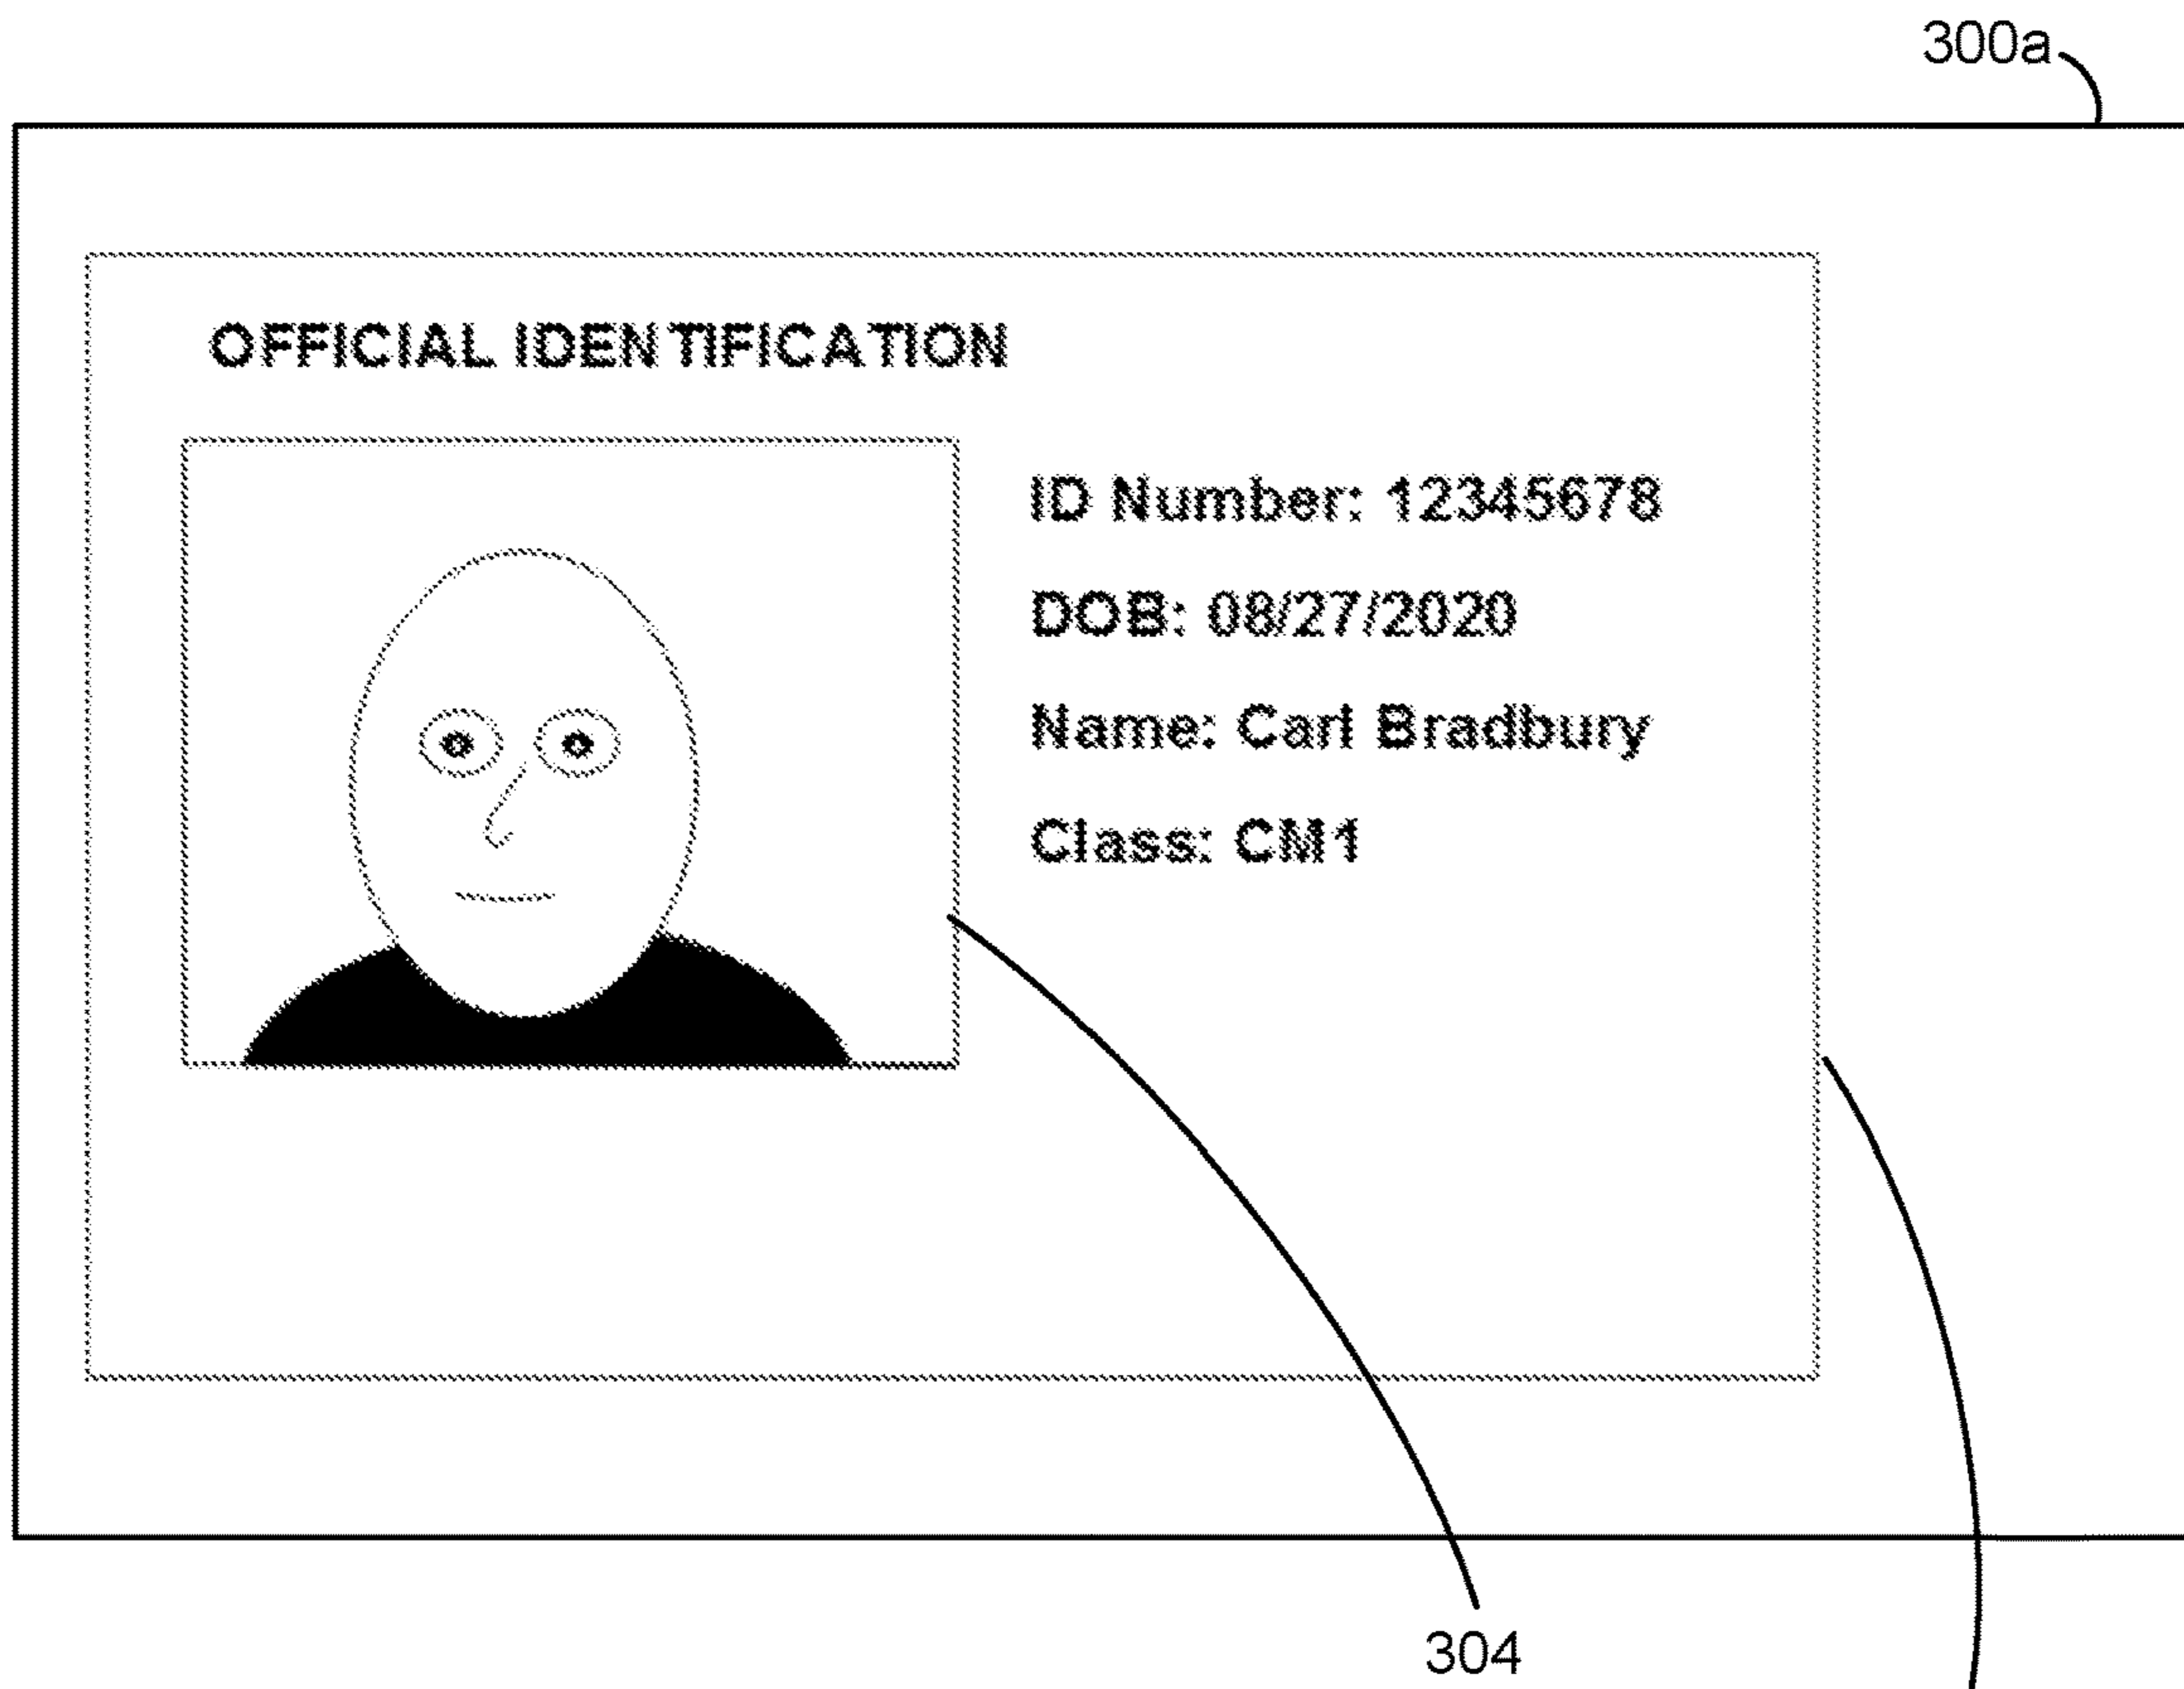 300a
OFFICIAL IDENTIFICATION
ID Number: 12345678
DOB: 08/27/2020
Name: Carl Bradbury
Class: CM1
304